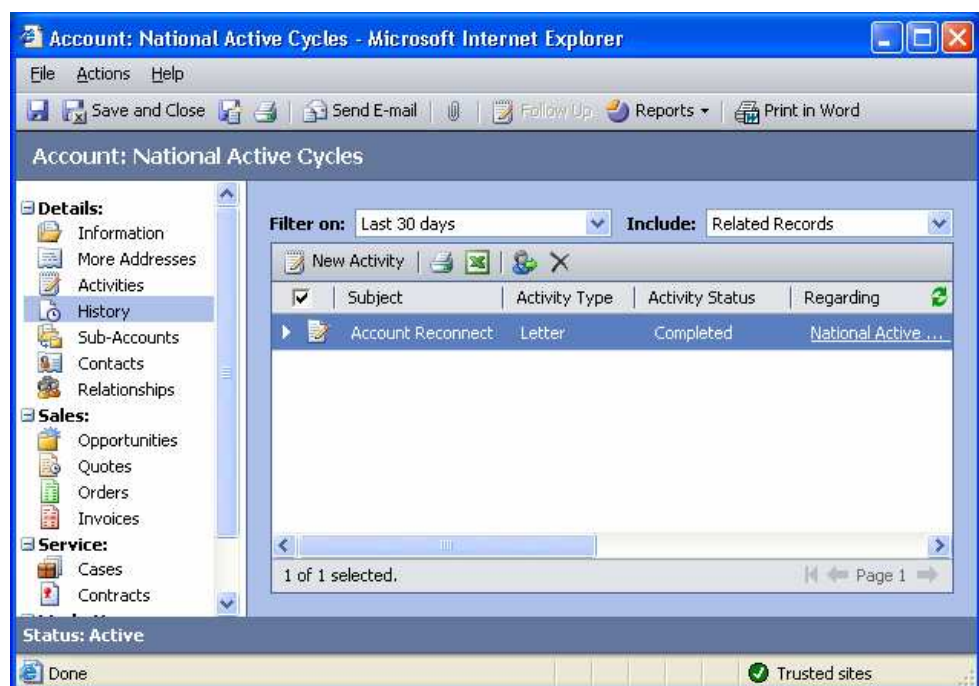 Account: National Active Cycles - Microsoft Internet Explorer
File Actions Help
Save and Close Send E-mail Follow Up Reports Print in Word
Account: National Active Cycles
Details:
Information
More Addresses
Activities
History
Sub-Accounts
Contacts
Relationships
Sales:
Opportunities
Quotes
Orders
Invoices
Service:
Cases
Contracts
Filter on: Last 30 days Include: Related Records
New Activity
Subject Activity Type Activity Status Regarding
Account Reconnect Letter Completed National Active ...
1 of 1 selected. Page 1
Status: Active
Done Trusted sites